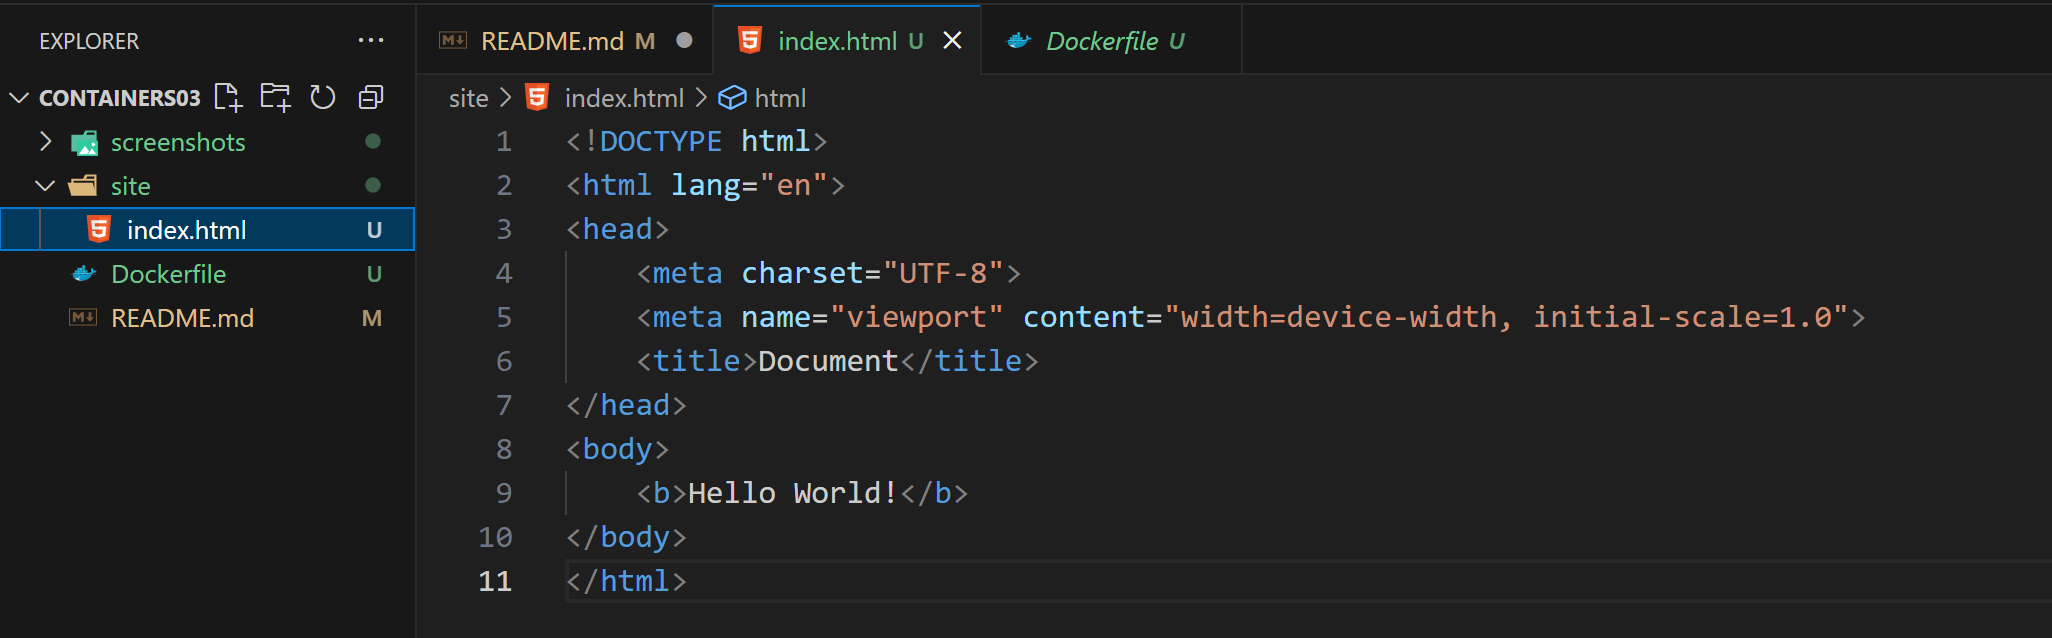 EXPLORER ···
CONTAINERS03
screenshots
site
index.html U
Dockerfile U
README.md M
README.md M
index.html U
Dockerfile U
site > index.html > html
1 <!DOCTYPE html>
2 <html lang="en">
3 <head>
4     <meta charset="UTF-8">
5     <meta name="viewport" content="width=device-width, initial-scale=1.0">
6     <title>Document</title>
7 </head>
8 <body>
9     <b>Hello World!</b>
10 </body>
11 </html>